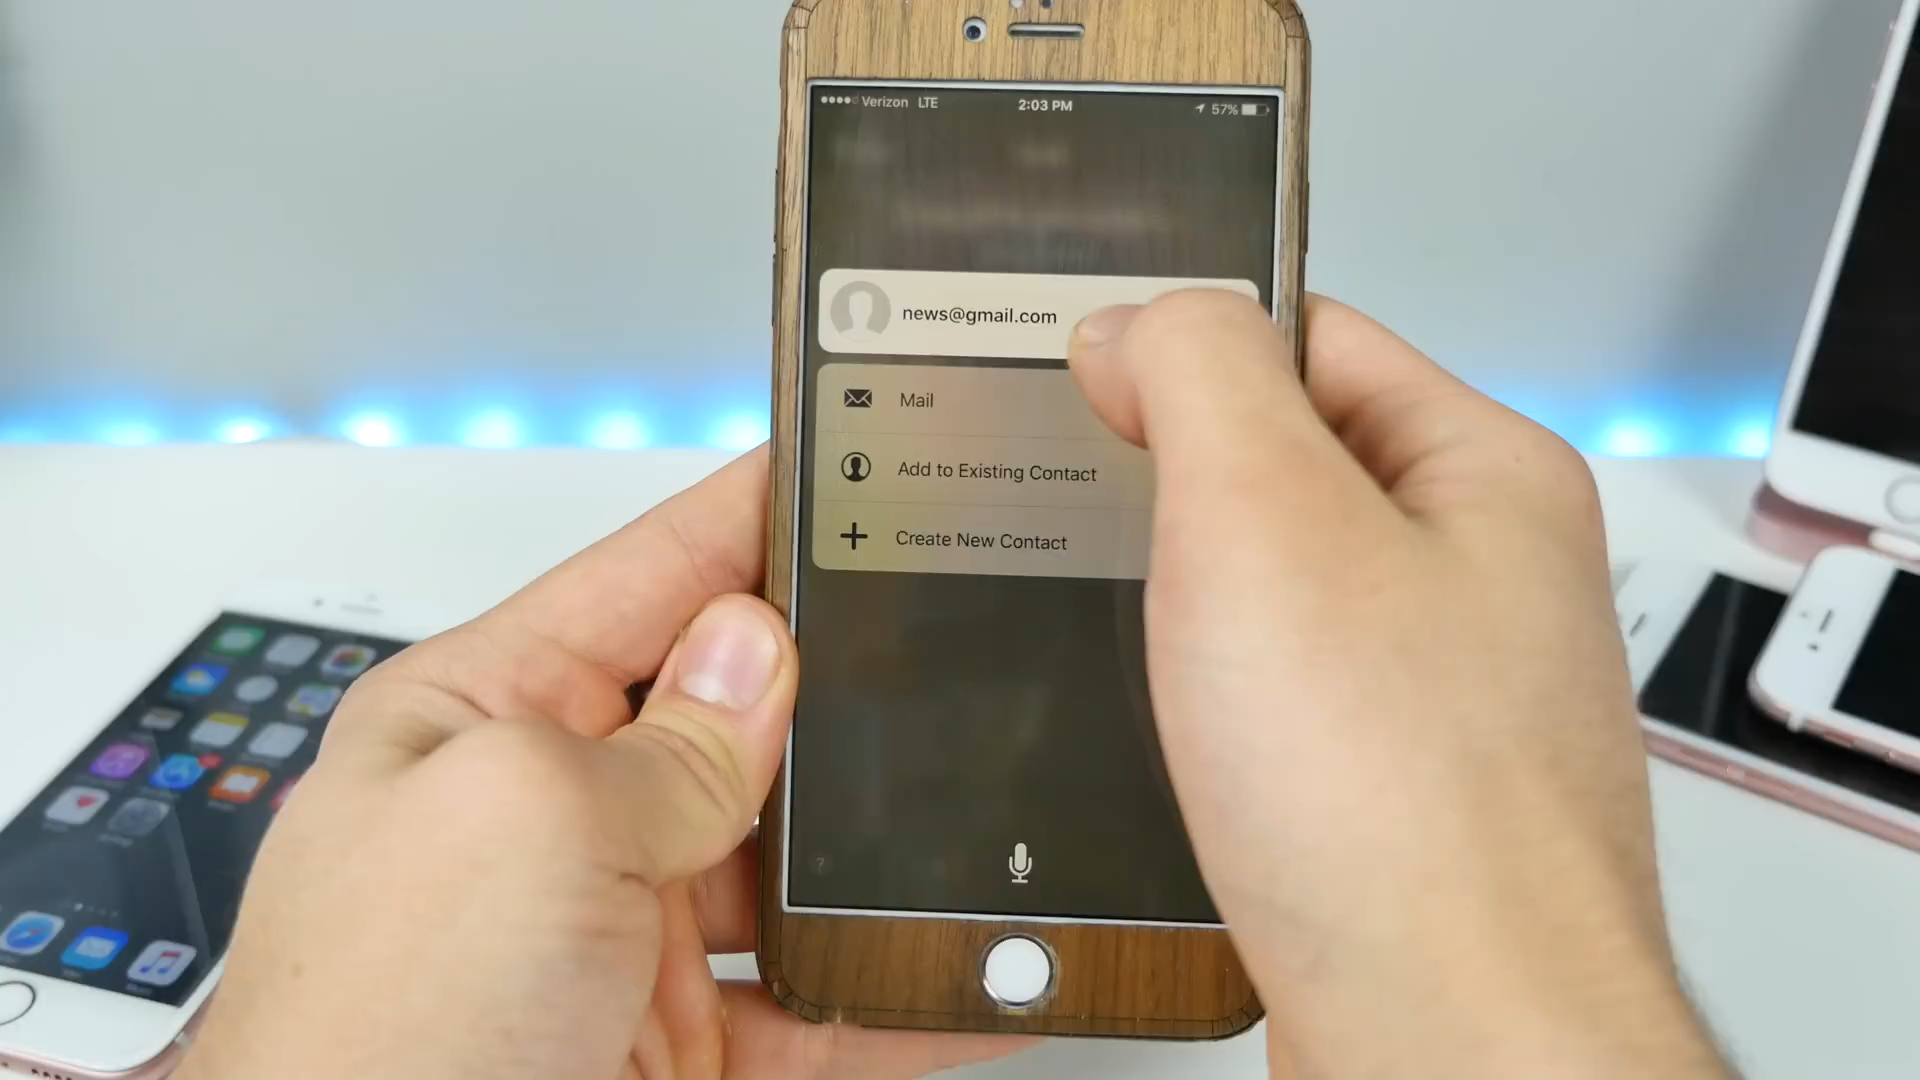 Verizon LTE 2:03 PM 57%
news@gmail.com
Mail
Add to Existing Contact
Create New Contact
?